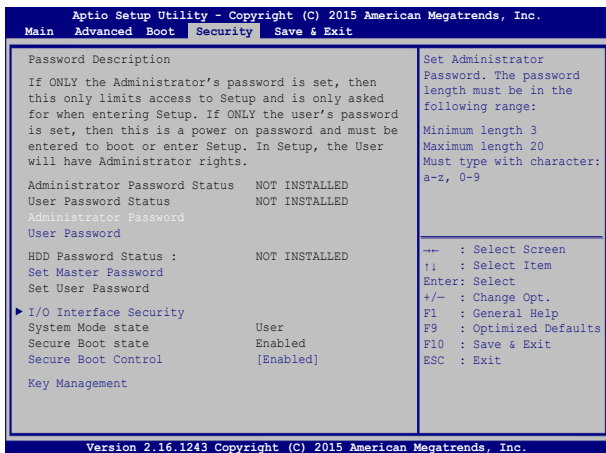 Aptio Setup Utility - Copyright (C) 2015 American Megatrends, Inc.
Main Advanced Boot Security Save & Exit
Password Description
If ONLY the Administrator's password is set, then
this only limits access to Setup and is only asked
for when entering Setup. If ONLY the user's password
is set, then this is a power on password and must be
entered to boot or enter Setup. In Setup, the User
will have Administrator rights.
Administrator Password Status NOT INSTALLED
User Password Status NOT INSTALLED
Administrator Password
User Password
HDD Password Status : NOT INSTALLED
Set Master Password
Set User Password
I/O Interface Security
System Mode state User
Secure Boot state Enabled
Secure Boot Control [Enabled]
Key Management
Set Administrator
Password. The password
length must be in the
following range:
Minimum length 3
Maximum length 20
Must type with character:
a-z, 0-9
→← : Select Screen
↑↓ : Select Item
Enter: Select
+/— : Change Opt.
F1 : General Help
F9 : Optimized Defaults
F10 : Save & Exit
ESC : Exit
Version 2.16.1243 Copyright (C) 2015 American Megatrends, Inc.